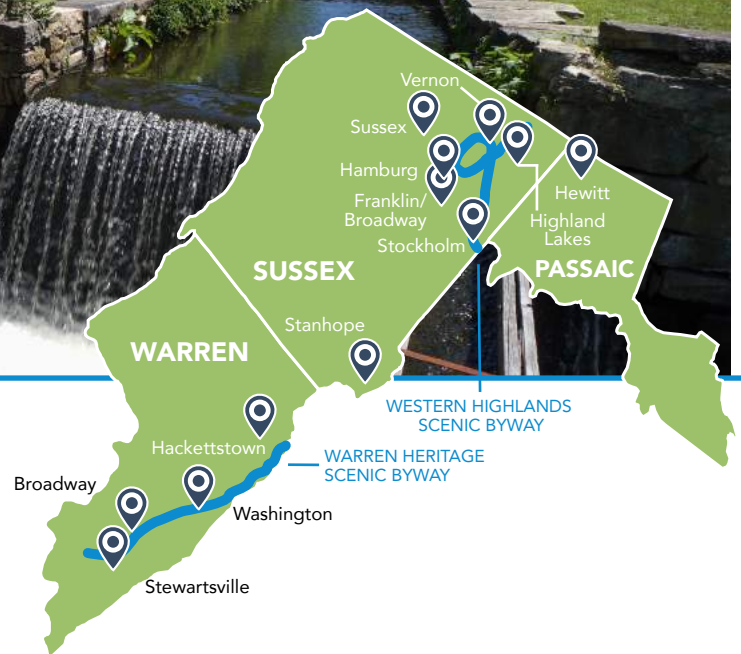 Vernon
Sussex
Hamburg
Franklin/
Broadway
Stockholm
Hewitt
Highland
Lakes
SUSSEX
PASSAIC
Stanhope
WARREN
WESTERN HIGHLANDS
SCENIC BYWAY
Hackettstown
WARREN HERITAGE
SCENIC BYWAY
Broadway
Washington
Stewartsville